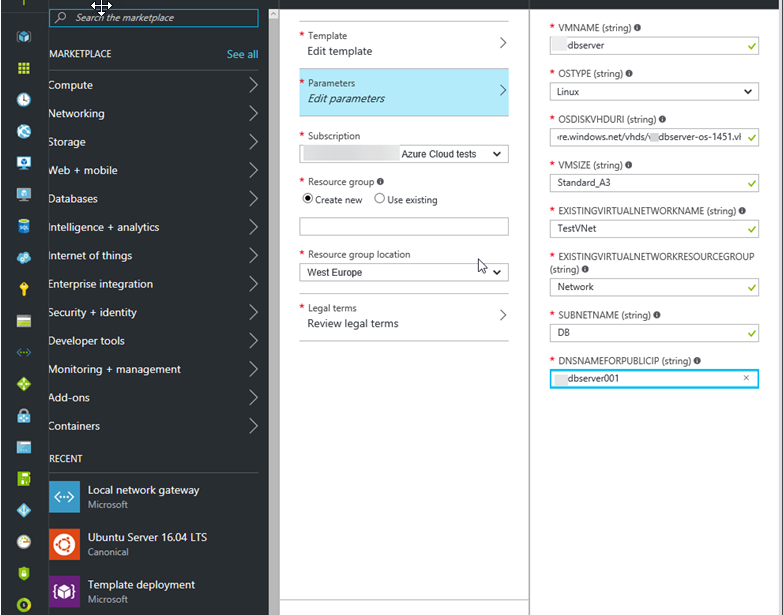 Search the marketplace
MARKETPLACE See all
Compute
Networking
Storage
Web + mobile
Databases
Intelligence + analytics
Internet of things
Enterprise integration
Security + identity
Developer tools
Monitoring + management
Add-ons
Containers
RECENT
Local network gateway
Microsoft
Ubuntu Server 16.04 LTS
Canonical
Template deployment
Microsoft
* Template
Edit template
* Parameters
Edit parameters
* Subscription
Azure Cloud tests
* Resource group
Create new Use existing
* Resource group location
West Europe
* Legal terms
Review legal terms
* VMNAME (string)
dbserver
* OSTYPE (string)
Linux
* OSDISKVHDURI (string)
re.windows.net/vhds/ dbserver-os-1451.vh
* VMSIZE (string)
Standard_A3
* EXISTINGVIRTUALNETWORKNAME (string)
TestVNet
* EXISTINGVIRTUALNETWORKRESOURCEGROUP
(string)
Network
* SUBNETNAME (string)
DB
* DNSNAMEFORPUBLICIP (string)
dbserver001